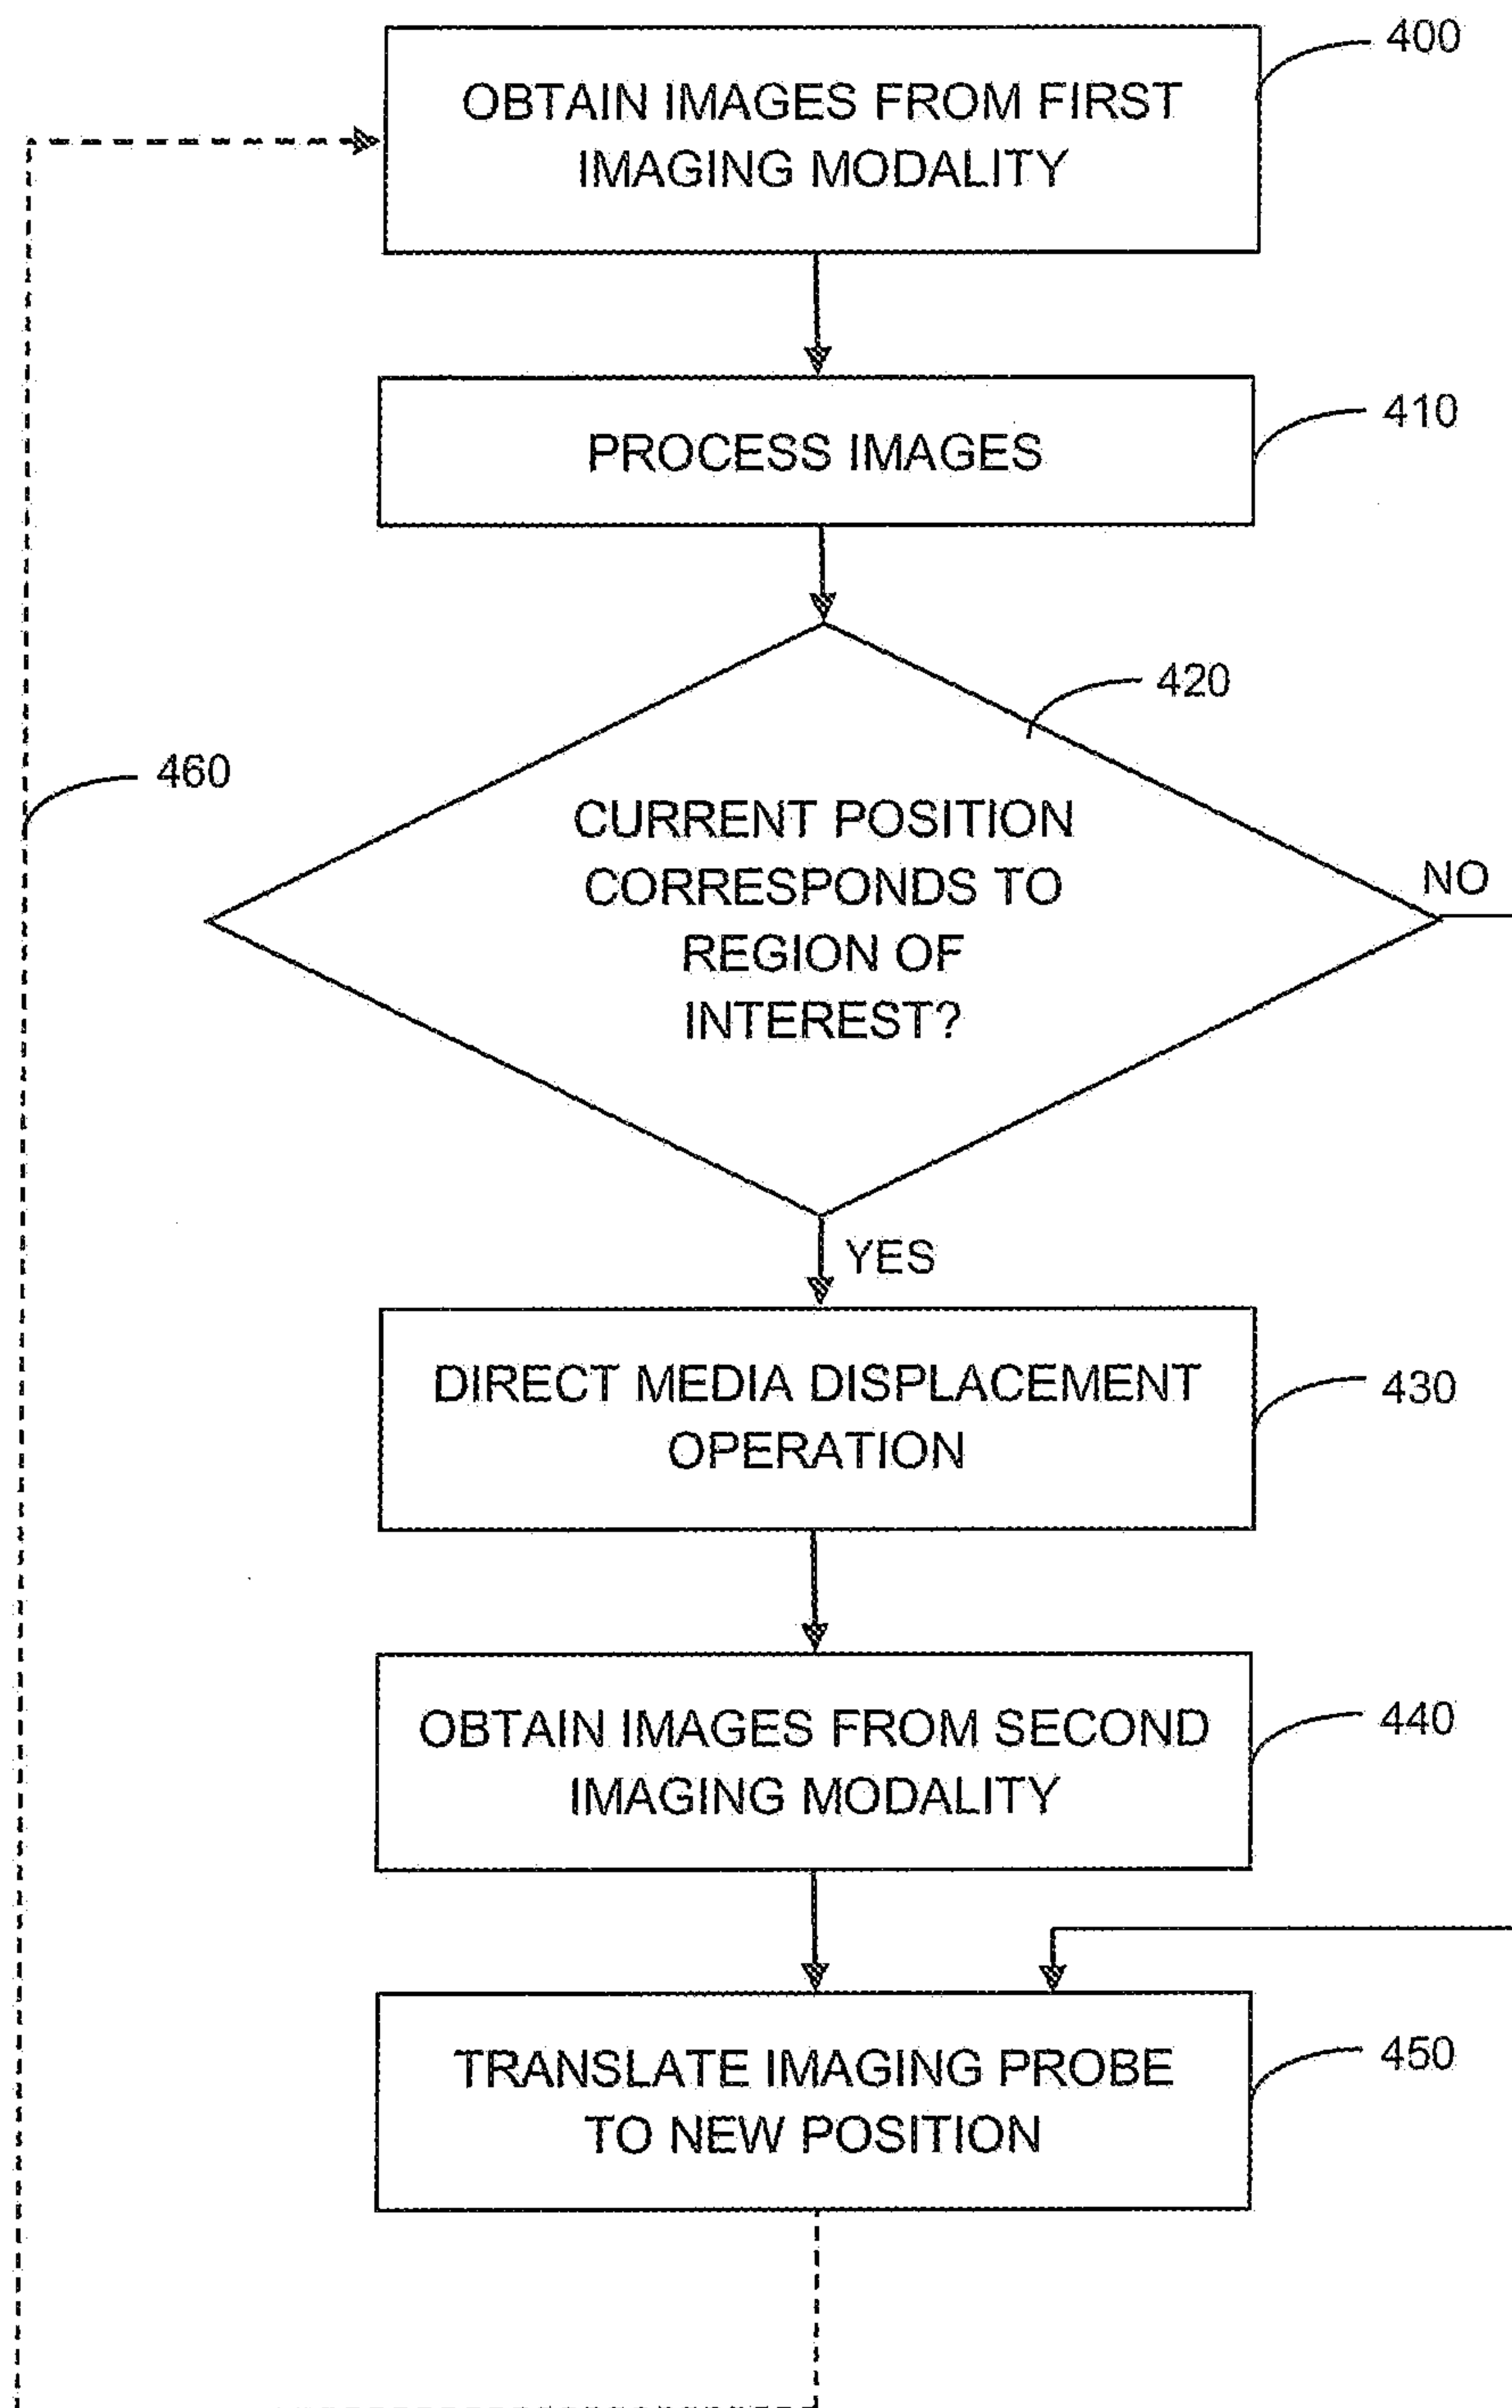 400
OBTAIN IMAGES FROM FIRST
IMAGING MODALITY
410
PROCESS IMAGES
420
460
CURRENT POSITION
CORRESPONDS TO
REGION OF
INTEREST?
NO
YES
DIRECT MEDIA DISPLACEMENT
OPERATION
430
OBTAIN IMAGES FROM SECOND
IMAGING MODALITY
440
TRANSLATE IMAGING PROBE
TO NEW POSITION
450